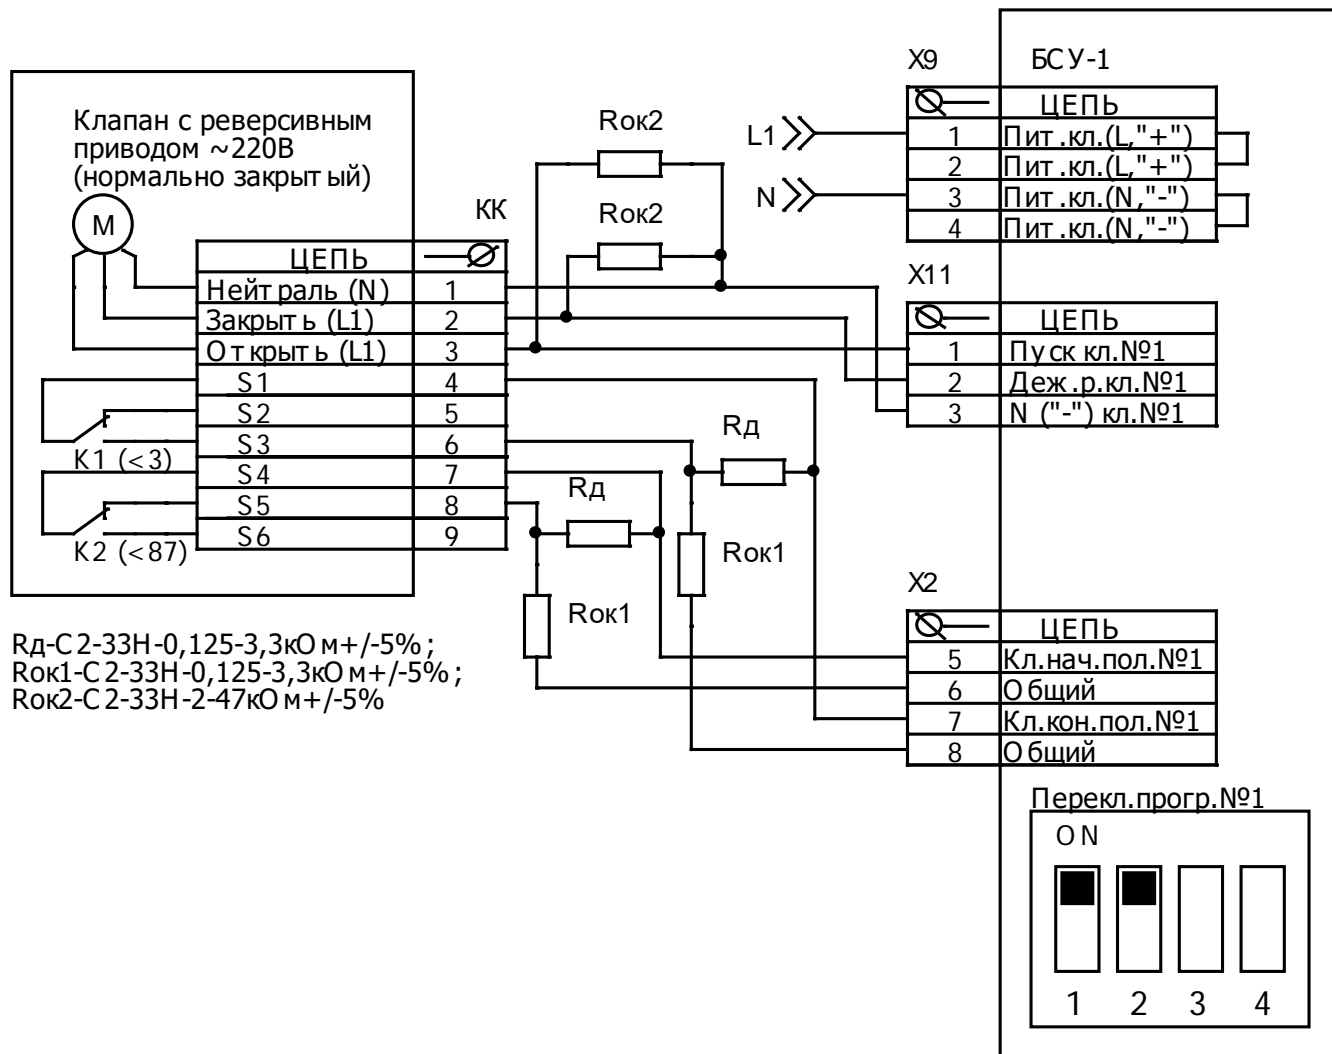 Клапан с реверсивным
приводом ~220В
(нормально закрытый)
М
КК
ЦЕПЬ
Нейтраль (N) 1
Закрыть (L1) 2
Открыть (L1) 3
S1 4
S2 5
S3 6
S4 7
S5 8
S6 9
К1 (<3)
К2 (<87)
Rок2
Rок2
Rд
Rд
Rок1
Rок1
L1
N
Х9
БСУ-1
ЦЕПЬ
1 Пит.кл.(L,"+")
2 Пит.кл.(L,"+")
3 Пит.кл.(N,"-")
4 Пит.кл.(N,"-")
Х11
ЦЕПЬ
1 Пуск кл.№1
2 Деж.р.кл.№1
3 N ("-") кл.№1
Х2
ЦЕПЬ
5 Кл.нач.пол.№1
6 Общий
7 Кл.кон.пол.№1
8 Общий
Rд-С2-33Н-0,125-3,3кОм+/-5%;
Rок1-С2-33Н-0,125-3,3кОм+/-5%;
Rок2-С2-33Н-2-47кОм+/-5%
Перекл.прогр.№1
ON
1 2 3 4